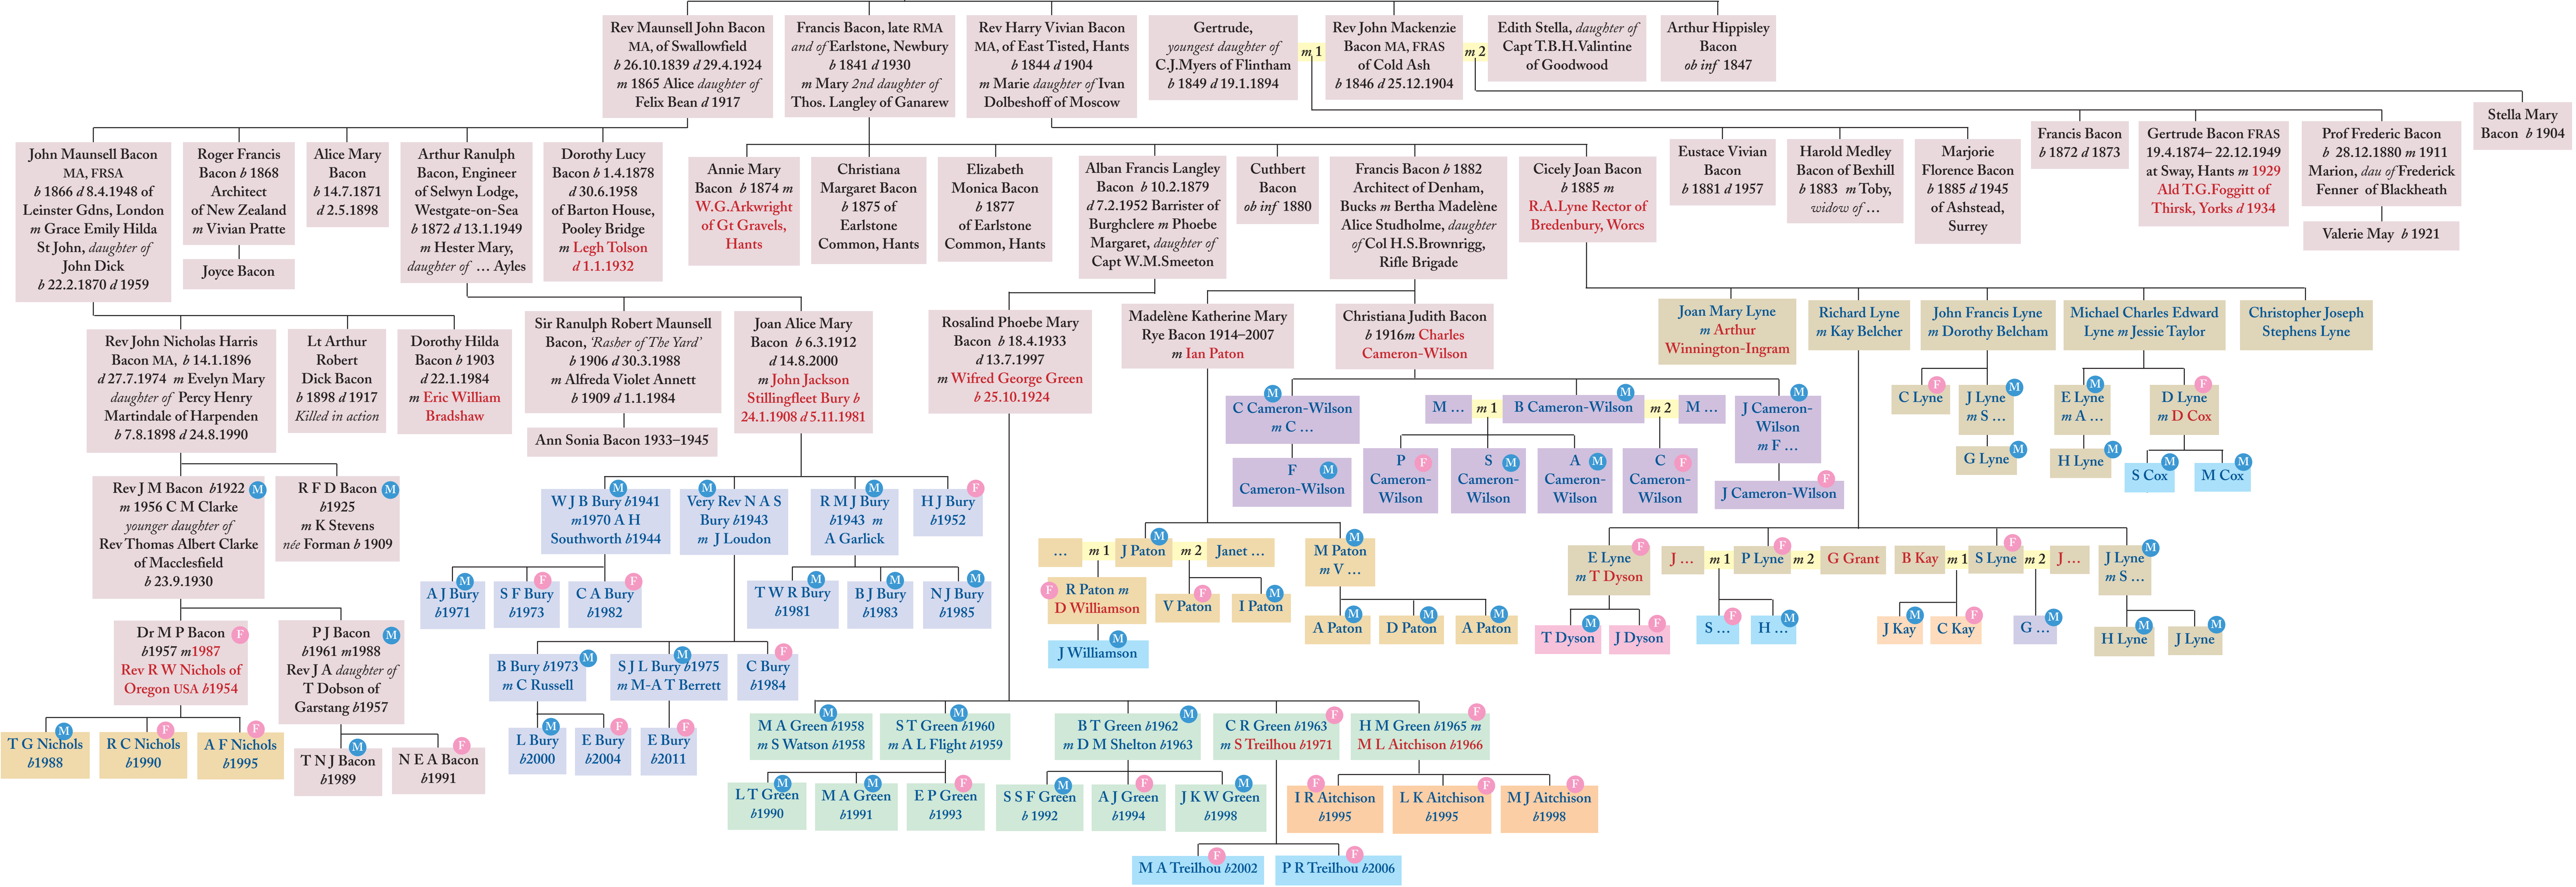 Rev Maunsell John Bacon
MA, of Swallowfield
b 26.10.1839 d 29.4.1924
m 1865 Alice daughter of
Felix Bean d 1917
Francis Bacon, late RMA
and of Earlstone, Newbury
b 1841 d 1930
m Mary 2nd daughter of
Thos. Langley of Ganarew
Rev Harry Vivian Bacon
MA, of East Tisted, Hants
b 1844 d 1904
m Marie daughter of Ivan
Dolbeshoff of Moscow
Gertrude,
youngest daughter of
C.J.Myers of Flintham
b 1849 d 19.1.1894
m 1
Rev John Mackenzie
Bacon MA, FRAS
of Cold Ash
b 1846 d 25.12.1904
m 2
Edith Stella, daughter of
Capt T.B.H.Valintine
of Goodwood
Arthur Hippisley
Bacon
ob inf 1847
Stella Mary
Bacon b 1904
John Maunsell Bacon
MA, FRSA
b 1866 d 8.4.1948 of
Leinster Gdns, London
m Grace Emily Hilda
St John, daughter of
John Dick
b 22.2.1870 d 1959
Roger Francis
Bacon b 1868
Architect
of New Zealand
m Vivian Pratte
Joyce Bacon
Alice Mary
Bacon
b 14.7.1871
d 2.5.1898
Arthur Ranulph
Bacon, Engineer
of Selwyn Lodge,
Westgate-on-Sea
b 1872 d 13.1.1949
m Hester Mary,
daughter of ... Ayles
Dorothy Lucy
Bacon b 1.4.1878
d 30.6.1958
of Barton House,
Pooley Bridge
m Legh Tolson
d 1.1.1932
Annie Mary
Bacon b 1874 m
W.G.Arkwright
of Gt Gravels,
Hants
Christiana
Margaret Bacon
b 1875 of
Earlstone
Common, Hants
Elizabeth
Monica Bacon
b 1877
of Earlstone
Common, Hants
Alban Francis Langley
Bacon b 10.2.1879
d 7.2.1952 Barrister of
Burghclere m Phoebe
Margaret, daughter of
Capt W.M.Smeeton
Cuthbert
Bacon
ob inf 1880
Francis Bacon b 1882
Architect of Denham,
Bucks m Bertha Madelène
Alice Studholme, daughter
of Col H.S.Brownrigg,
Rifle Brigade
Cicely Joan Bacon
b 1885 m
R.A.Lyne Rector of
Bredenbury, Worcs
Eustace Vivian
Bacon
b 1881 d 1957
Harold Medley
Bacon of Bexhill
b 1883 m Toby,
widow of ...
Marjorie
Florence Bacon
b 1885 d 1945
of Ashstead,
Surrey
Francis Bacon
b 1872 d 1873
Gertrude Bacon FRAS
19.4.1874– 22.12.1949
at Sway, Hants m 1929
Ald T.G.Foggitt of
Thirsk, Yorks d 1934
Prof Frederic Bacon
b 28.12.1880 m 1911
Marion, dau of Frederick
Fenner of Blackheath
Valerie May b 1921
Rev John Nicholas Harris
Bacon MA, b 14.1.1896
d 27.7.1974 m Evelyn Mary
daughter of Percy Henry
Martindale of Harpenden
b 7.8.1898 d 24.8.1990
Lt Arthur
Robert
Dick Bacon
b 1898 d 1917
Killed in action
Dorothy Hilda
Bacon b 1903
d 22.1.1984
m Eric William
Bradshaw
Sir Ranulph Robert Maunsell
Bacon, ‘Rasher of The Yard’
b 1906 d 30.3.1988
m Alfreda Violet Annett
b 1909 d 1.1.1984
Ann Sonia Bacon 1933–1945
Joan Alice Mary
Bacon b 6.3.1912
d 14.8.2000
m John Jackson
Stillingfleet Bury b
24.1.1908 d 5.11.1981
Rosalind Phoebe Mary
Bacon b 18.4.1933
d 13.7.1997
m Wifred George Green
b 25.10.1924
Madelène Katherine Mary
Rye Bacon 1914–2007
m Ian Paton
Christiana Judith Bacon
b 1916m Charles
Cameron-Wilson
Joan Mary Lyne
m Arthur
Winnington-Ingram
Richard Lyne
m Kay Belcher
John Francis Lyne
m Dorothy Belcham
Michael Charles Edward
Lyne m Jessie Taylor
Christopher Joseph
Stephens Lyne
M
C Cameron-Wilson
m C ...
F M
Cameron-Wilson
M ...
m 1
M
B Cameron-Wilson
m 2
M ...
P F
Cameron-
Wilson
S M
Cameron-
Wilson
A M
Cameron-
Wilson
C F
Cameron-
Wilson
M
J Cameron-
Wilson
m F ...
F
J Cameron-Wilson
F
C Lyne
M
J Lyne
m S ...
M
G Lyne
M
E Lyne
m A ...
M
H Lyne
F
D Lyne
m D Cox
M
S Cox
M
M Cox
Rev J M Bacon b1922 M
m 1956 C M Clarke
younger daughter of
Rev Thomas Albert Clarke
of Macclesfield
b 23.9.1930
R F D Bacon M
b1925
m K Stevens
née Forman b 1909
M
W J B Bury b1941
m1970 A H
Southworth b1944
M
Very Rev N A S
Bury b1943
m J Loudon
M
R M J Bury
b1943 m
A Garlick
F
H J Bury
b1952
M
A J Bury
b1971
F
S F Bury
b1973
F
C A Bury
b1982
M
T W R Bury
b1981
M
B J Bury
b1983
M
N J Bury
b1985
...
m 1
M
J Paton
m 2
Janet ...
M
M Paton
m V ...
F
R Paton m
D Williamson
F
V Paton
M
I Paton
M
J Williamson
M
A Paton
M
D Paton
M
A Paton
F
E Lyne
m T Dyson
J ...
m 1
F
P Lyne
m 2
G Grant
B Kay
m 1
F
S Lyne
m 2
J ...
M
J Lyne
m S ...
M
T Dyson
F
J Dyson
F
S ...
M
H ...
M
J Kay
F
C Kay
M
G ...
M
H Lyne
M
J Lyne
Dr M P Bacon F
b1957 m1987
Rev R W Nichols of
Oregon USA b1954
P J Bacon M
b1961 m1988
Rev J A daughter of
T Dobson of
Garstang b1957
B Bury b1973 M
m C Russell
M
S J L Bury b1975
m M-A T Berrett
F
C Bury
b1984
M
T G Nichols
b1988
F
R C Nichols
b1990
F
A F Nichols
b1995
M
T N J Bacon
b1989
F
N E A Bacon
b1991
M
L Bury
b2000
F
E Bury
b2004
F
E Bury
b2011
M
M A Green b1958
m S Watson b1958
M
S T Green b1960
m A L Flight b1959
M
B T Green b1962
m D M Shelton b1963
F
C R Green b1963
m S Treilhou b1971
F
H M Green b1965 m
M L Aitchison b1966
M
L T Green
b1990
M
M A Green
b1991
F
E P Green
b1993
M
S S F Green
b 1992
F
A J Green
b1994
M
J K W Green
b1998
F
I R Aitchison
b1995
F
L K Aitchison
b1995
F
M J Aitchison
b1998
F
M A Treilhou b2002
F
P R Treilhou b2006